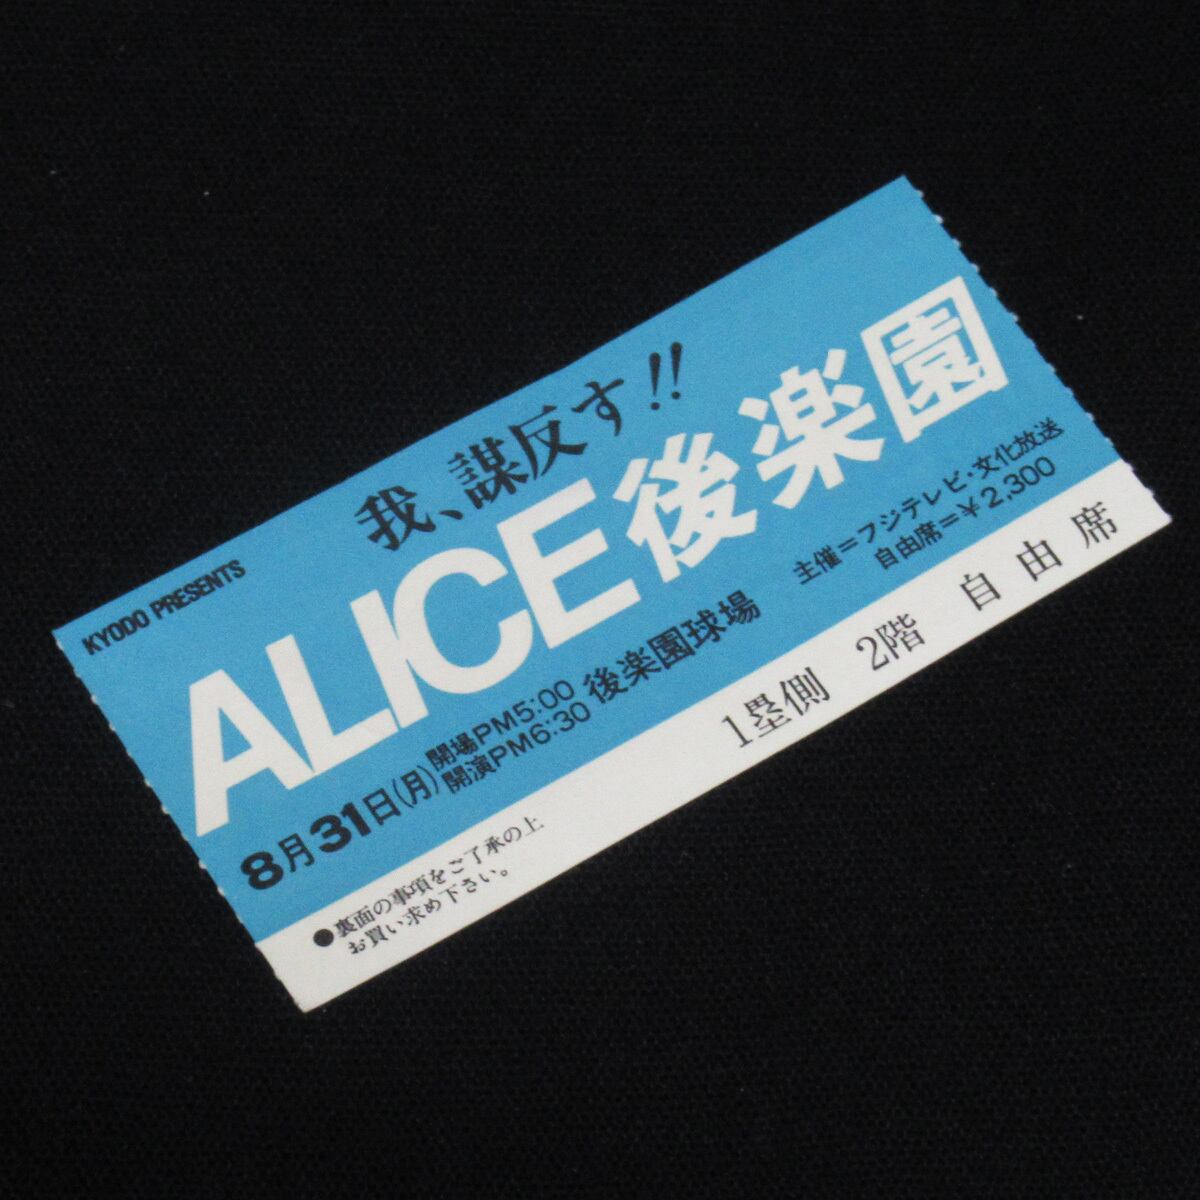 KYODO PRESENTS
我、謀反す!!
ALICE後楽園
8月31日(月)
開場PM5:00
開演PM6:30
後楽園球場
主催=フジテレビ・文化放送
自由席=￥2,300
1塁側 2階 自由席
●裏面の事項をご了承の上
お買い求め下さい。